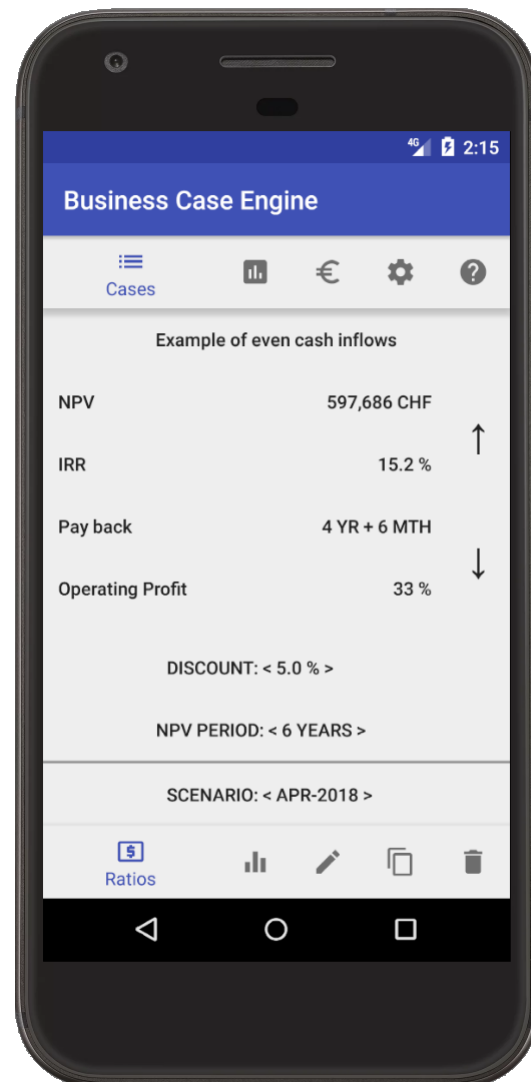 4G 2:15
Business Case Engine
Cases
Example of even cash inflows
NPV 597,686 CHF
IRR 15.2 %
Pay back 4 YR + 6 MTH
Operating Profit 33 %
DISCOUNT: < 5.0 % >
NPV PERIOD: < 6 YEARS >
SCENARIO: < APR-2018 >
Ratios